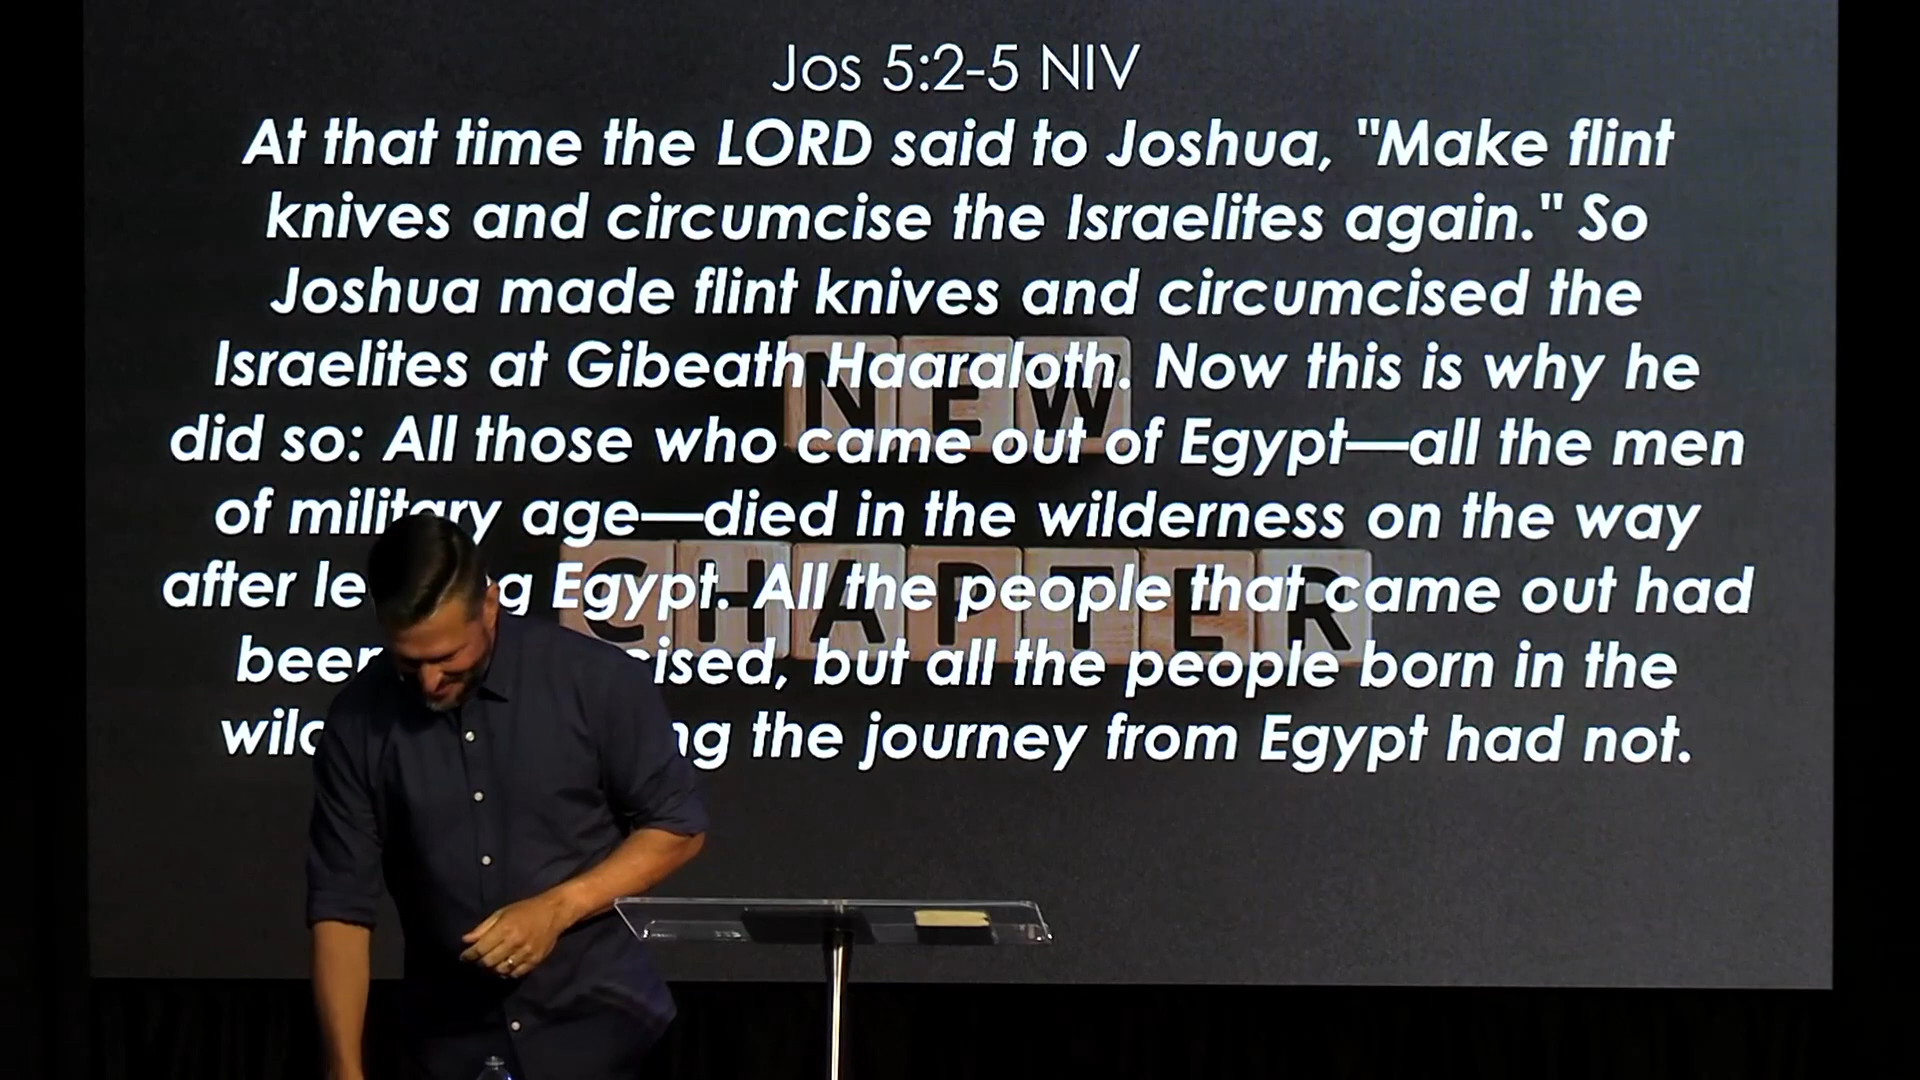 Jos 5:2-5 NIV
At that time the LORD said to Joshua, "Make flint
knives and circumcise the Israelites again." So
Joshua made flint knives and circumcised the
Israelites at Gibeath Haaraloth. Now this is why he
did so: All those who came out of Egypt—all the men
of military age—died in the wilderness on the way
after Egypt. All the people that came out had
but all the people born in the
the journey from Egypt had not.
NEW
CHAPTER